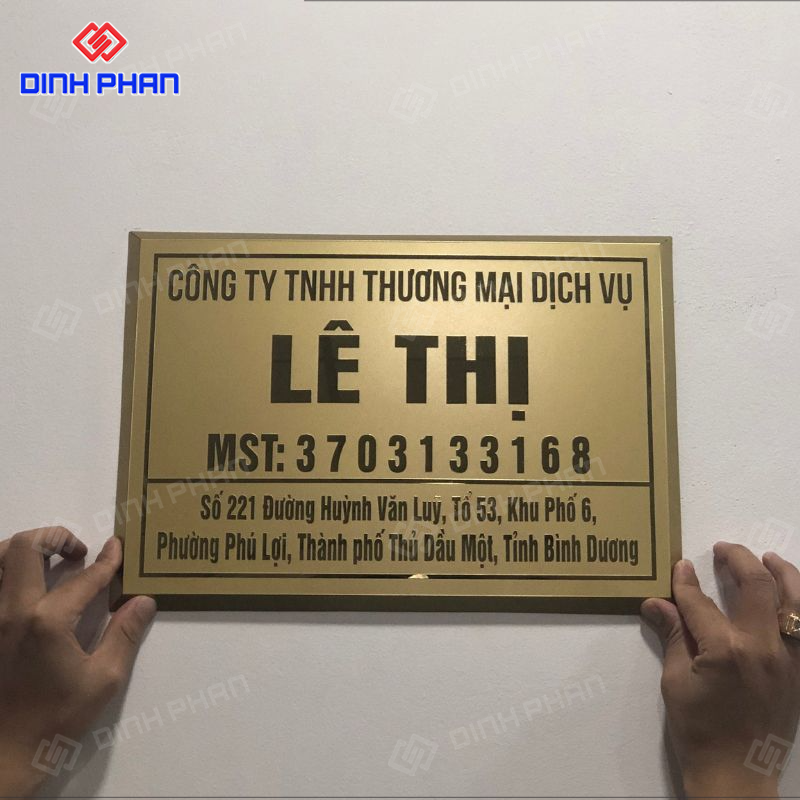 DINH PHAN
CÔNG TY TNHH THƯƠNG MẠI DỊCH VỤ
LÊ THỊ
MST: 3703133168
Số 221 Đường Huỳnh Văn Luỹ, Tổ 53, Khu Phố 6,
Phường Phú Lợi, Thành phố Thủ Dầu Một, Tỉnh Bình Dương